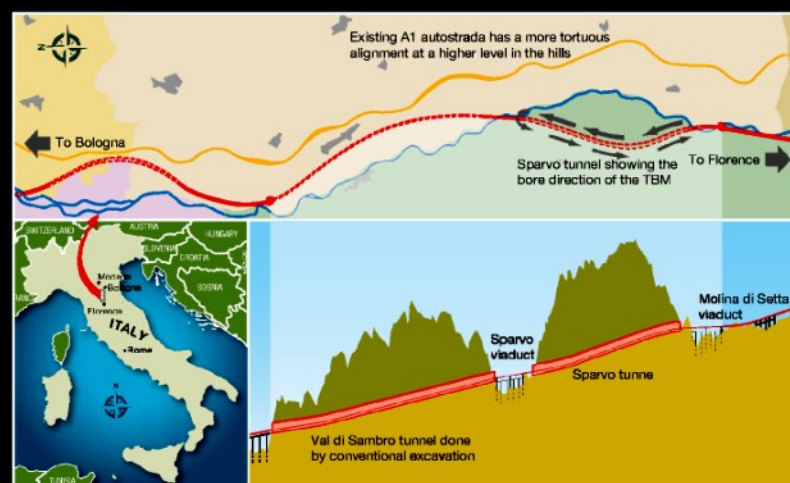 Existing A1 autostrada has a more tortuous
alignment at a higher level in the hills
N
To Bologna
To Florence
Sparvo tunnel showing the
bore direction of the TBM
SWITZERLAND
AUSTRIA
HUNGARY
SLOVENIA
CROATIA
BOSNIA
Bologna
Florence
ITALY
Rome
N
TUNISIA
Molina di Setta
viaduct
Sparvo
viaduct
Sparvo tunne
Val di Sambro tunnel done
by conventional excavation